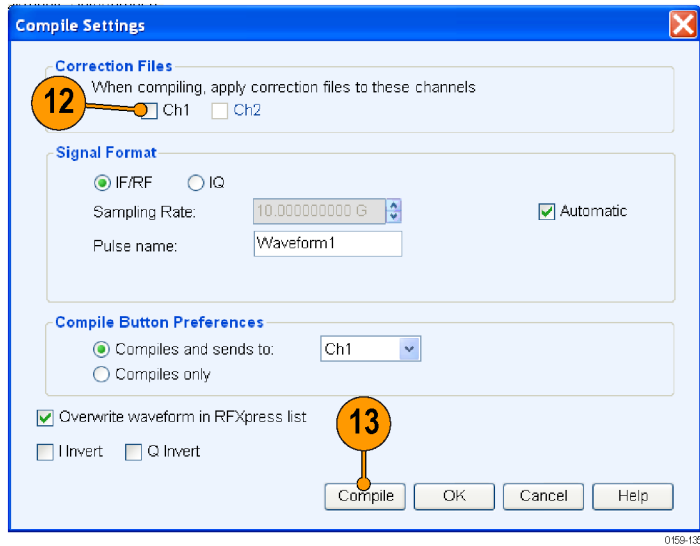 Compile Settings
Correction Files
When compiling, apply correction files to these channels
12
Ch1 Ch2
Signal Format
IF/RF IQ
Sampling Rate: 10.000000000 G Automatic
Pulse name: Waveform1
Compile Button Preferences
Compiles and sends to: Ch1
Compiles only
Overwrite waveform in RFXpress list
13
I Invert Q Invert
Compile OK Cancel Help